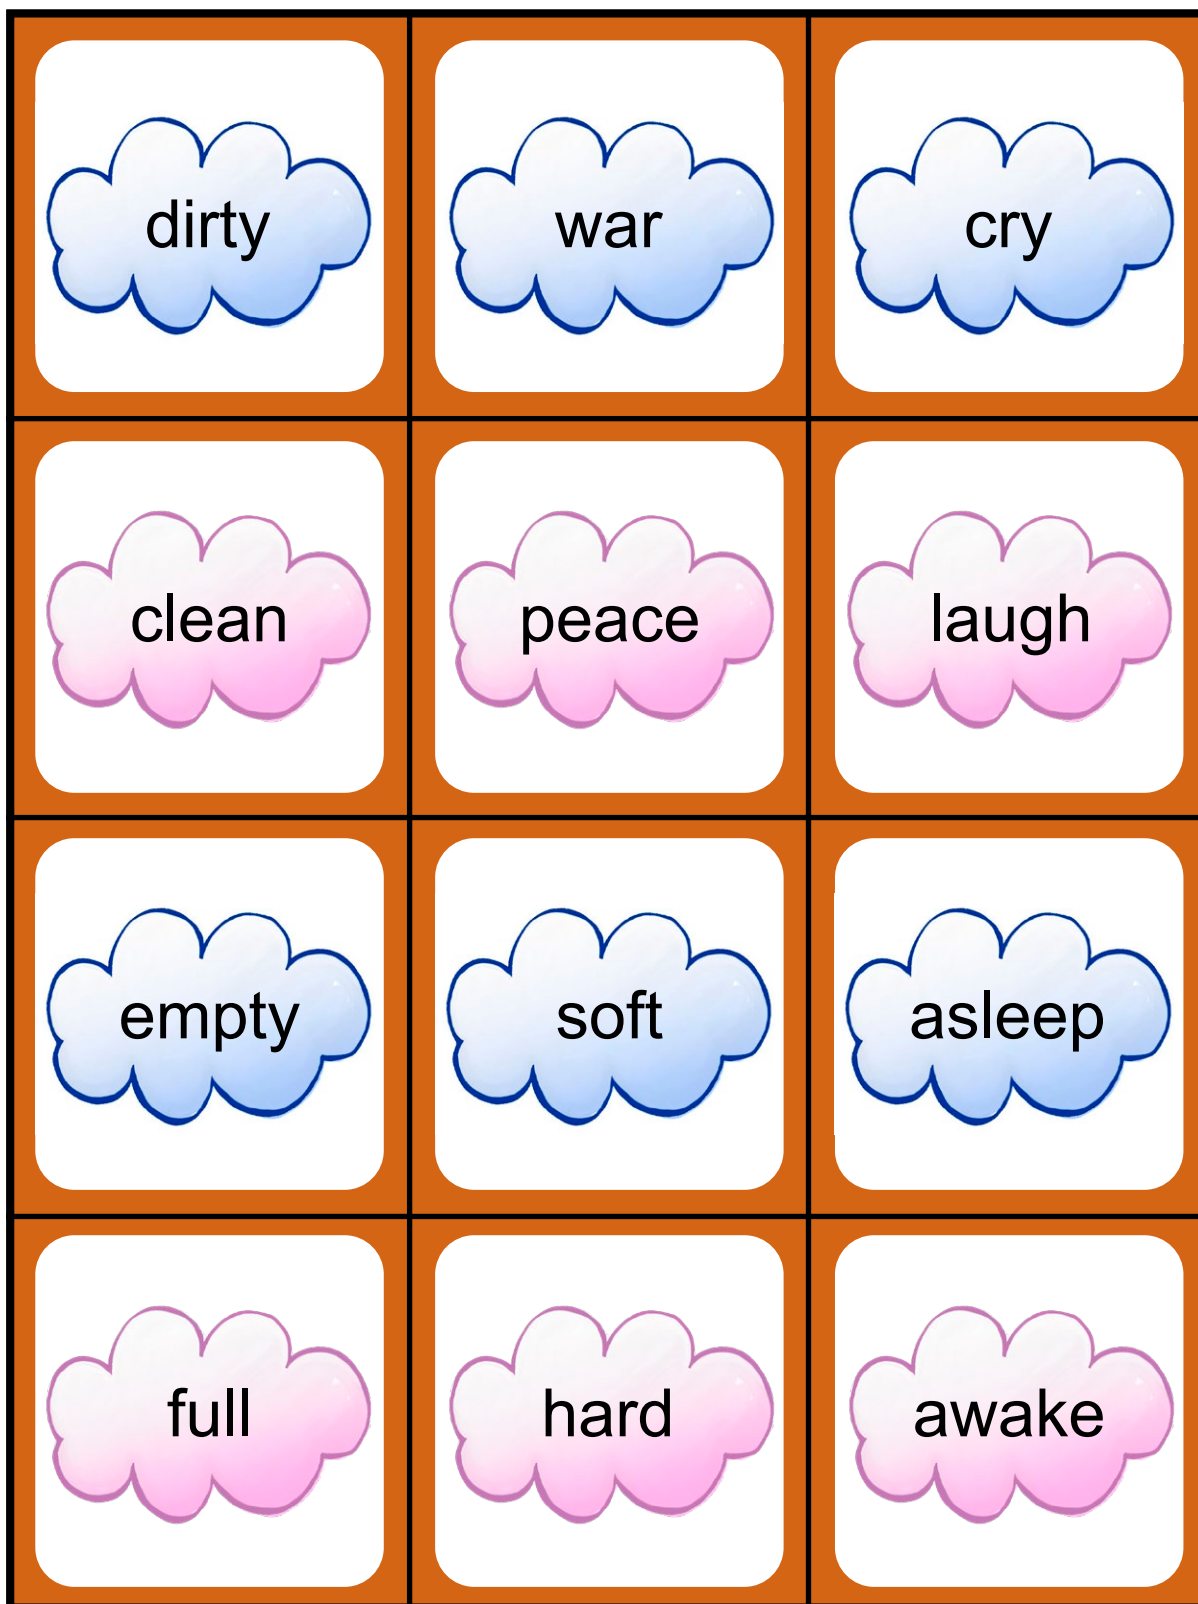 dirty
war
cry
clean
peace
laugh
empty
soft
asleep
full
hard
awake